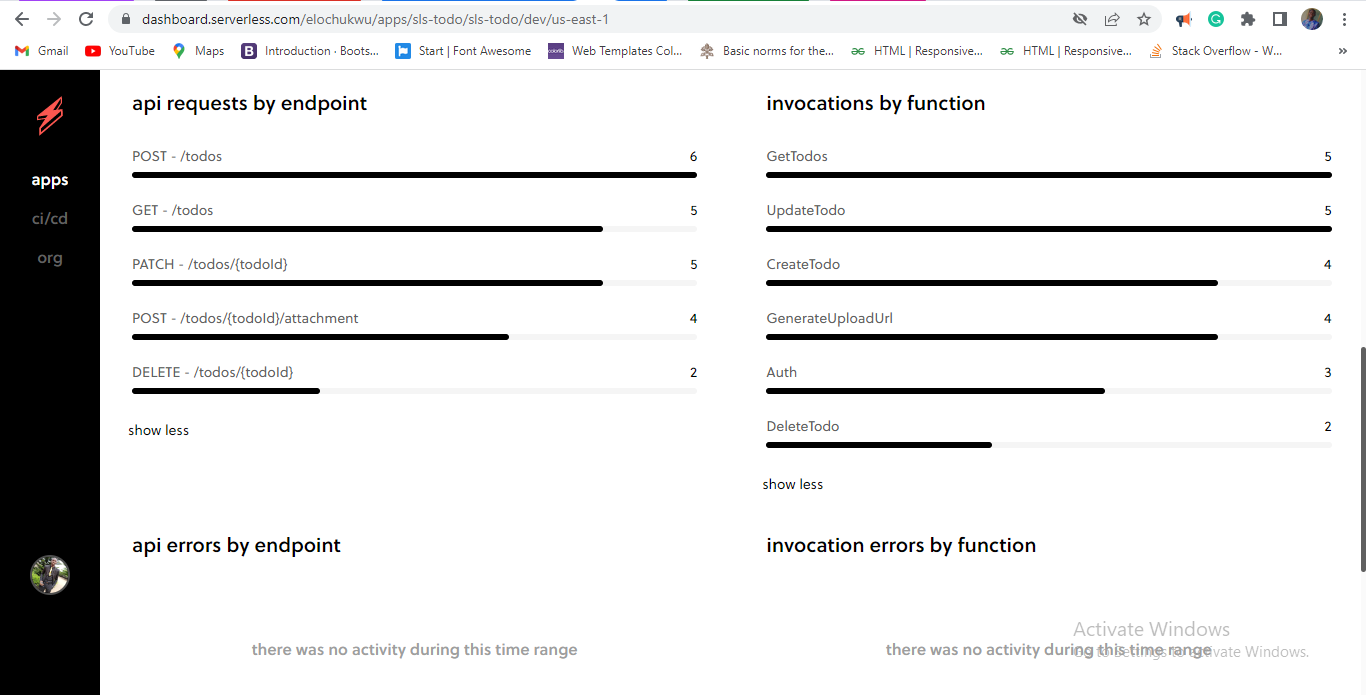 dashboard.serverless.com/elochukwu/apps/sls-todo/sls-todo/dev/us-east-1
Gmail
YouTube
Maps
Introduction · Boots...
Start | Font Awesome
Web Templates Col...
Basic norms for the...
HTML | Responsive...
HTML | Responsive...
Stack Overflow - W...
»
apps
ci/cd
org
api requests by endpoint
POST - /todos 6
GET - /todos 5
PATCH - /todos/{todoId} 5
POST - /todos/{todoId}/attachment 4
DELETE - /todos/{todoId} 2
show less
invocations by function
GetTodos 5
UpdateTodo 5
CreateTodo 4
GenerateUploadUrl 4
Auth 3
DeleteTodo 2
show less
api errors by endpoint
there was no activity during this time range
invocation errors by function
there was no activity during this time range
Activate Windows
Go to Settings to activate Windows.